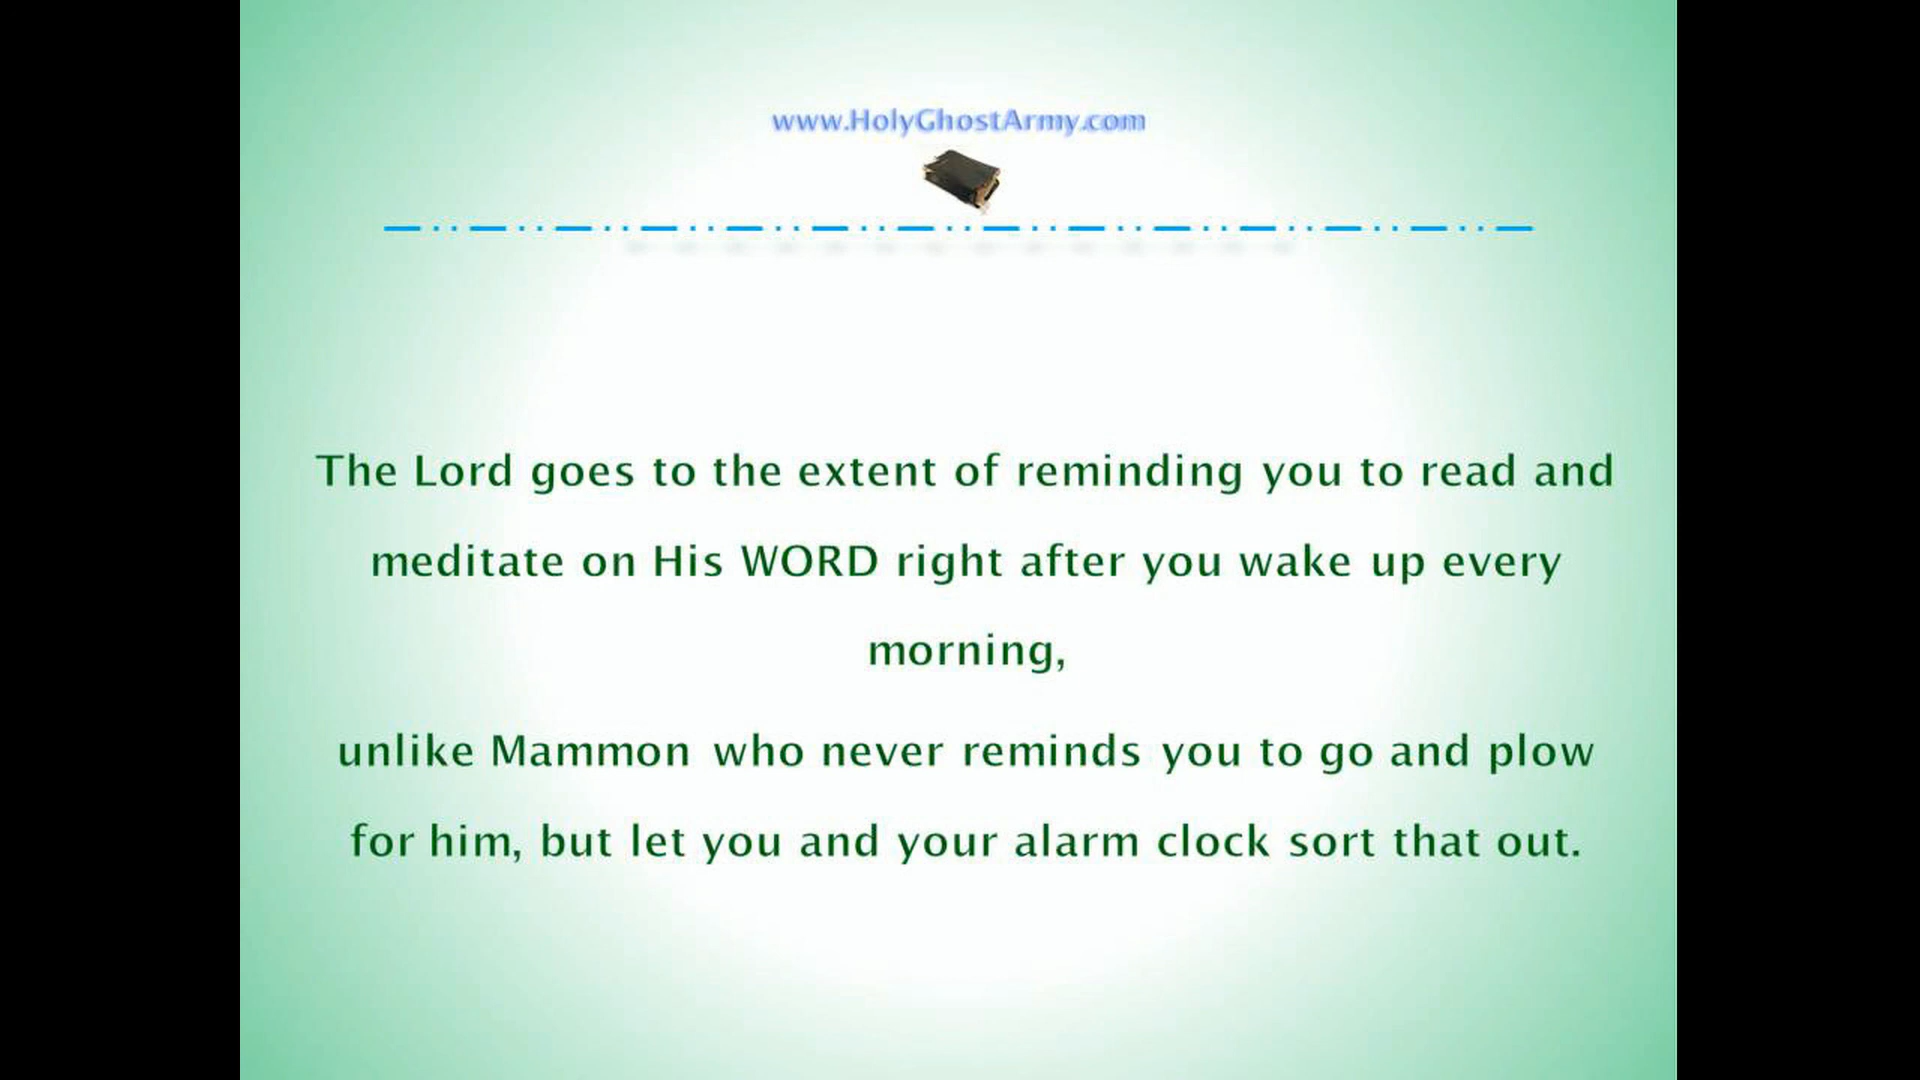 www.HolyGhostArmy.com
The Lord goes to the extent of reminding you to read and
meditate on His WORD right after you wake up every
morning,
unlike Mammon who never reminds you to go and plow
for him, but let you and your alarm clock sort that out.